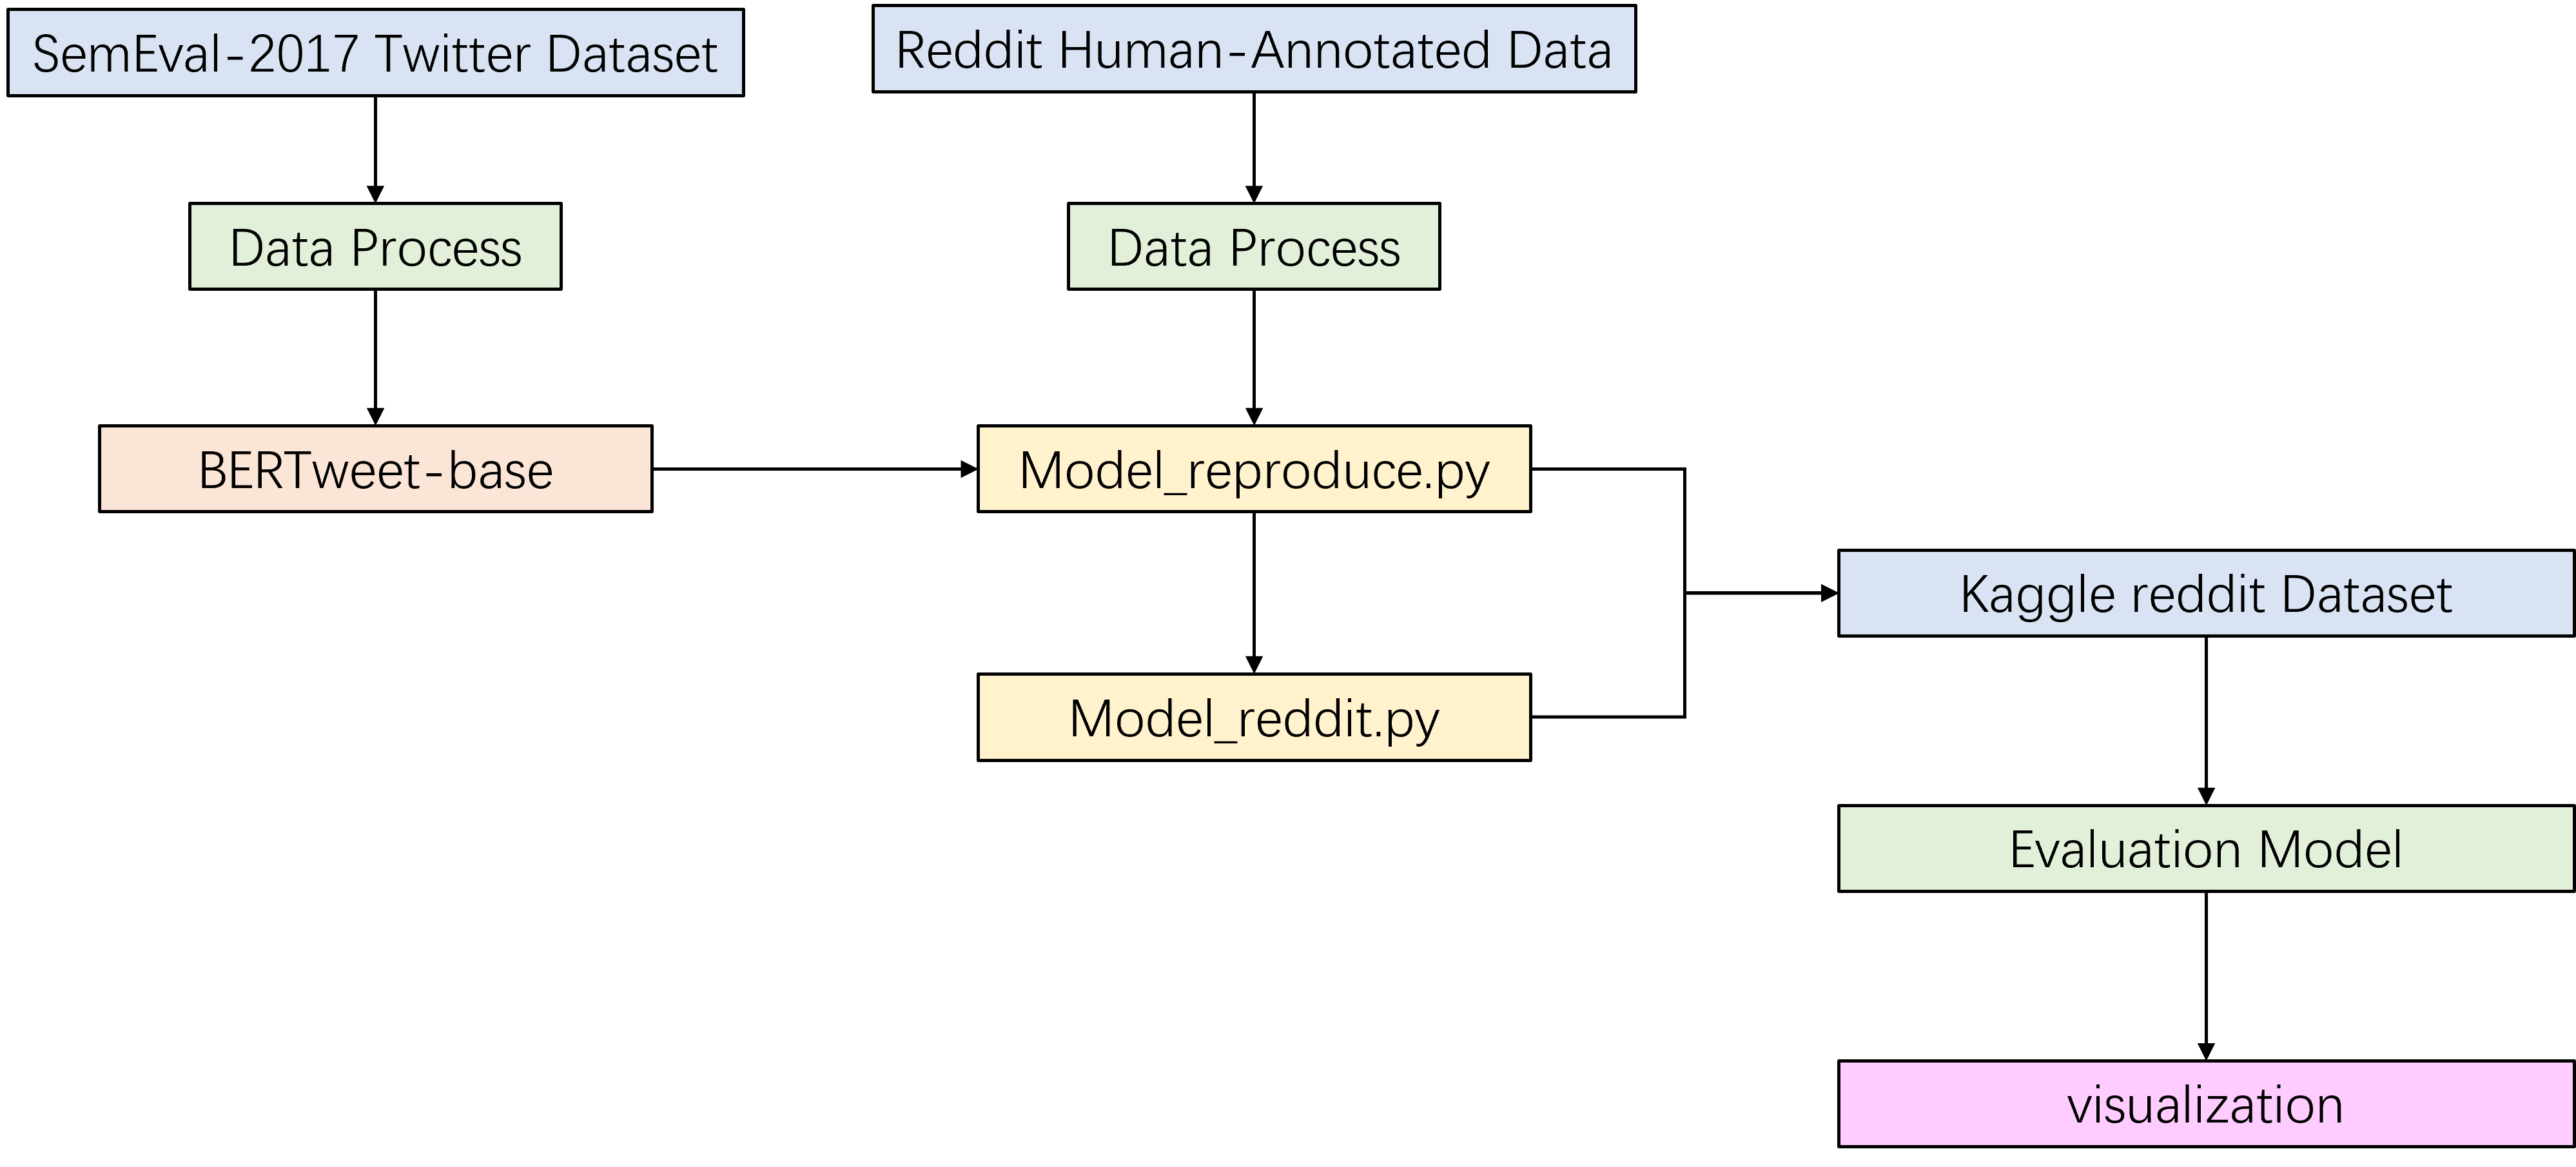 SemEval-2017 Twitter Dataset
Reddit Human-Annotated Data
Data Process
Data Process
BERTweet-base
Model_reproduce.py
Kaggle reddit Dataset
Model_reddit.py
Evaluation Model
visualization